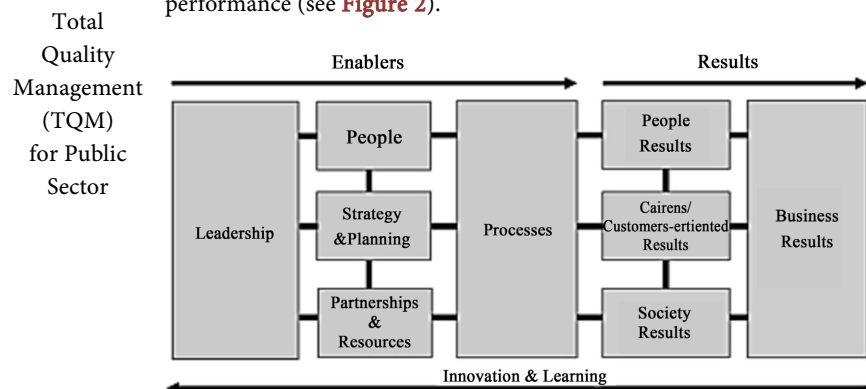 performance (see Figure 2).
Total
Quality
Management
(TQM)
for Public
Sector
Enablers
Results
Leadership
People
Strategy
&Planning
Partnerships
&
Resources
Processes
People
Results
Cairens/
Customers-ertiented
Results
Society
Results
Business
Results
Innovation & Learning